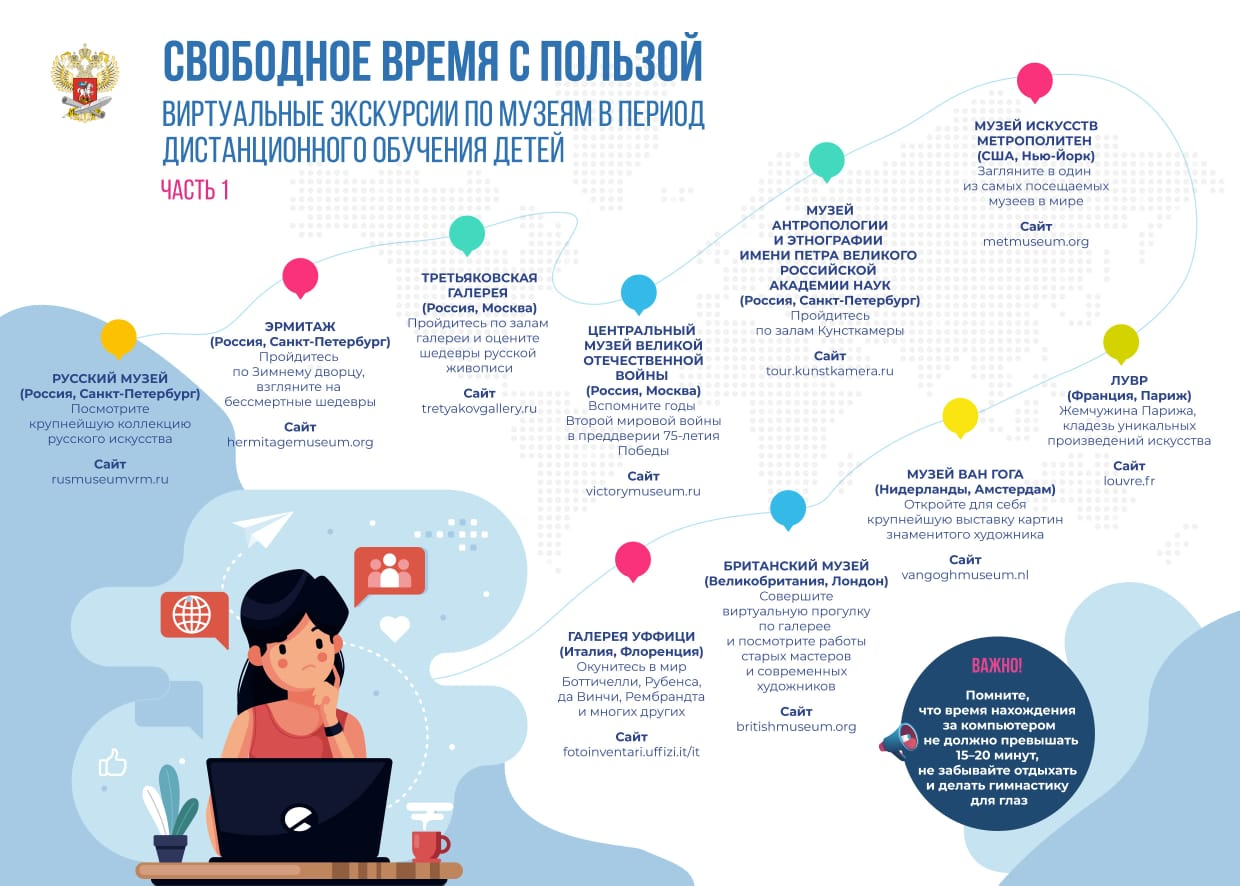 СВОБОДНОЕ ВРЕМЯ С ПОЛЬЗОЙ
ВИРТУАЛЬНЫЕ ЭКСКУРСИИ ПО МУЗЕЯМ В ПЕРИОД
ДИСТАНЦИОННОГО ОБУЧЕНИЯ ДЕТЕЙ
ЧАСТЬ 1
РУССКИЙ МУЗЕЙ
(Россия, Санкт-Петербург)
Посмотрите
крупнейшую коллекцию
русского искусства
Сайт
rusmuseumvrm.ru
ЭРМИТАЖ
(Россия, Санкт-Петербург)
Пройдитесь
по Зимнему дворцу,
взгляните на
бессмертные шедевры
Сайт
hermitagemuseum.org
ТРЕТЬЯКОВСКАЯ
ГАЛЕРЕЯ
(Россия, Москва)
Пройдитесь по залам
галереи и оцените
шедевры русской
живописи
Сайт
tretyakovgallery.ru
ЦЕНТРАЛЬНЫЙ
МУЗЕЙ ВЕЛИКОЙ
ОТЕЧЕСТВЕННОЙ
ВОЙНЫ
(Россия, Москва)
Вспомните годы
Второй мировой войны
в преддверии 75-летия
Победы
Сайт
victorymuseum.ru
МУЗЕЙ
АНТРОПОЛОГИИ
И ЭТНОГРАФИИ
ИМЕНИ ПЕТРА ВЕЛИКОГО
РОССИЙСКОЙ
АКАДЕМИИ НАУК
(Россия, Санкт-Петербург)
Пройдитесь
по залам Кунсткамеры
Сайт
tour.kunstkamera.ru
МУЗЕЙ ИСКУССТВ
МЕТРОПОЛИТЕН
(США, Нью-Йорк)
Загляните в один
из самых посещаемых
музеев в мире
Сайт
metmuseum.org
ЛУВР
(Франция, Париж)
Жемчужина Парижа,
кладезь уникальных
произведений искусства
Сайт
louvre.fr
МУЗЕЙ ВАН ГОГА
(Нидерланды, Амстердам)
Откройте для себя
крупнейшую выставку картин
знаменитого художника
Сайт
vangoghmuseum.nl
БРИТАНСКИЙ МУЗЕЙ
(Великобритания, Лондон)
Совершите
виртуальную прогулку
по галерее
и посмотрите работы
старых мастеров
и современных
художников
Сайт
britishmuseum.org
ГАЛЕРЕЯ УФФИЦИ
(Италия, Флоренция)
Окунитесь в мир
Боттичелли, Рубенса,
да Винчи, Рембрандта
и многих других
Сайт
fotoinventari.uffizi.it/it
ВАЖНО!
Помните,
что время нахождения
за компьютером
не должно превышать
15–20 минут,
не забывайте отдыхать
и делать гимнастику
для глаз